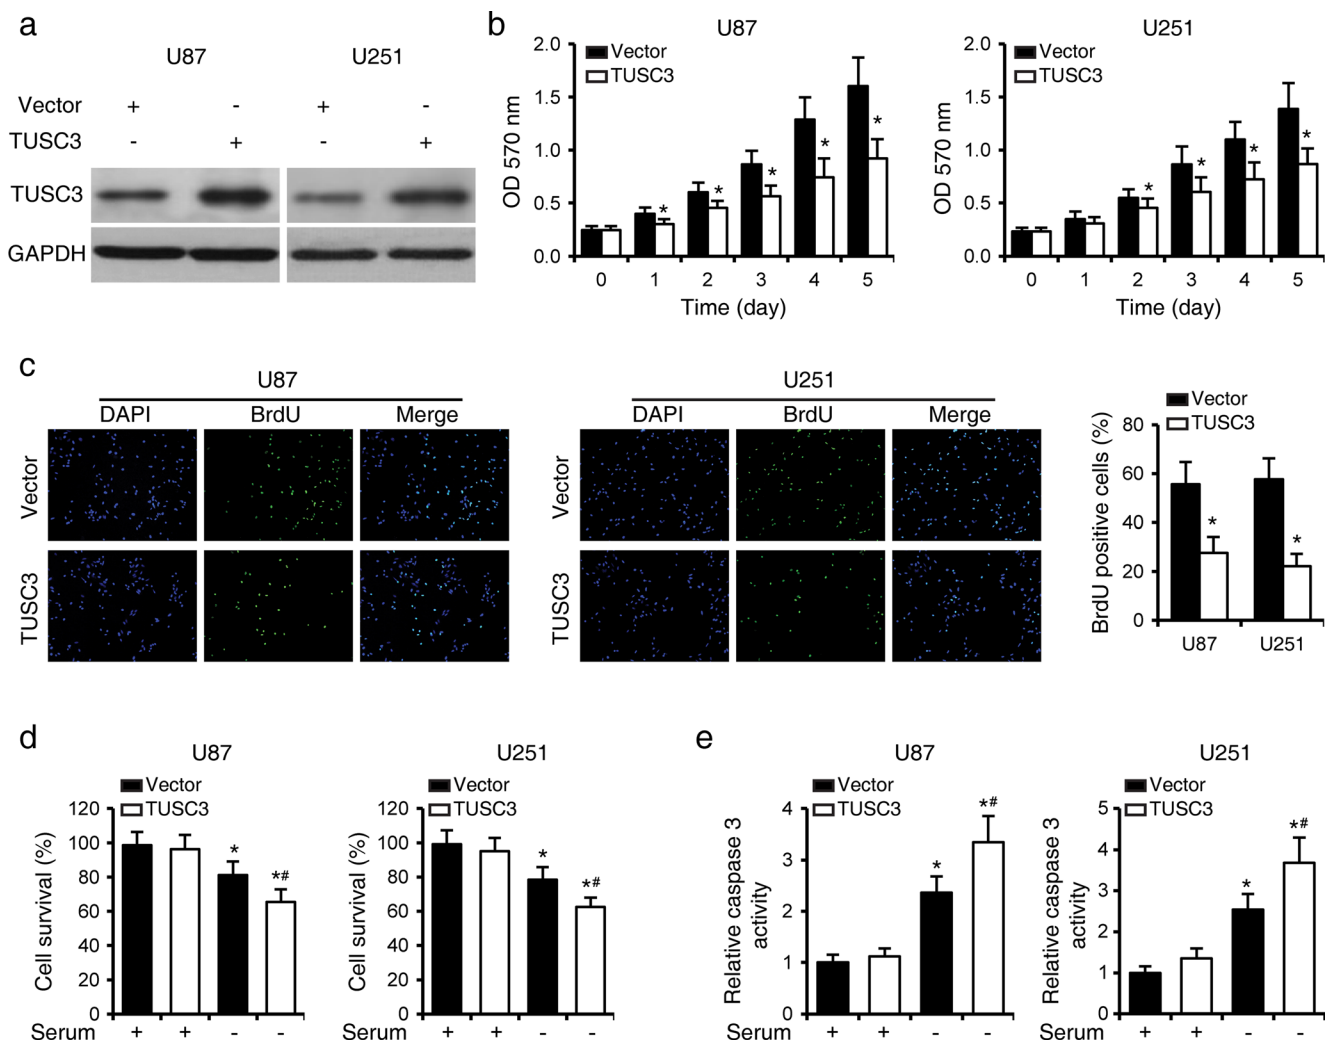 a
U87 U251
Vector + - + -
TUSC3 - + - +
TUSC3
GAPDH
b
U87
Vector
TUSC3
OD 570 nm
2.0
1.5
1.0
0.5
0.0
* * * * *
0 1 2 3 4 5
Time (day)
U251
Vector
TUSC3
OD 570 nm
2.0
1.5
1.0
0.5
0.0
* * * *
0 1 2 3 4 5
Time (day)
c
U87
DAPI BrdU Merge
Vector
TUSC3
U251
DAPI BrdU Merge
Vector
TUSC3
Vector
TUSC3
BrdU positive cells (%)
80
60
40
20
0
* *
U87 U251
d
U87
Vector
TUSC3
Cell survival (%)
120
100
80
60
40
20
0
* *#
Serum + + - -
U251
Vector
TUSC3
Cell survival (%)
120
100
80
60
40
20
0
* *#
Serum + + - -
e
U87
Vector
TUSC3
Relative caspase 3
activity
4
3
2
1
0
* *#
Serum + + - -
U251
Vector
TUSC3
Relative caspase 3
activity
5
4
3
2
1
0
* *#
Serum + + - -